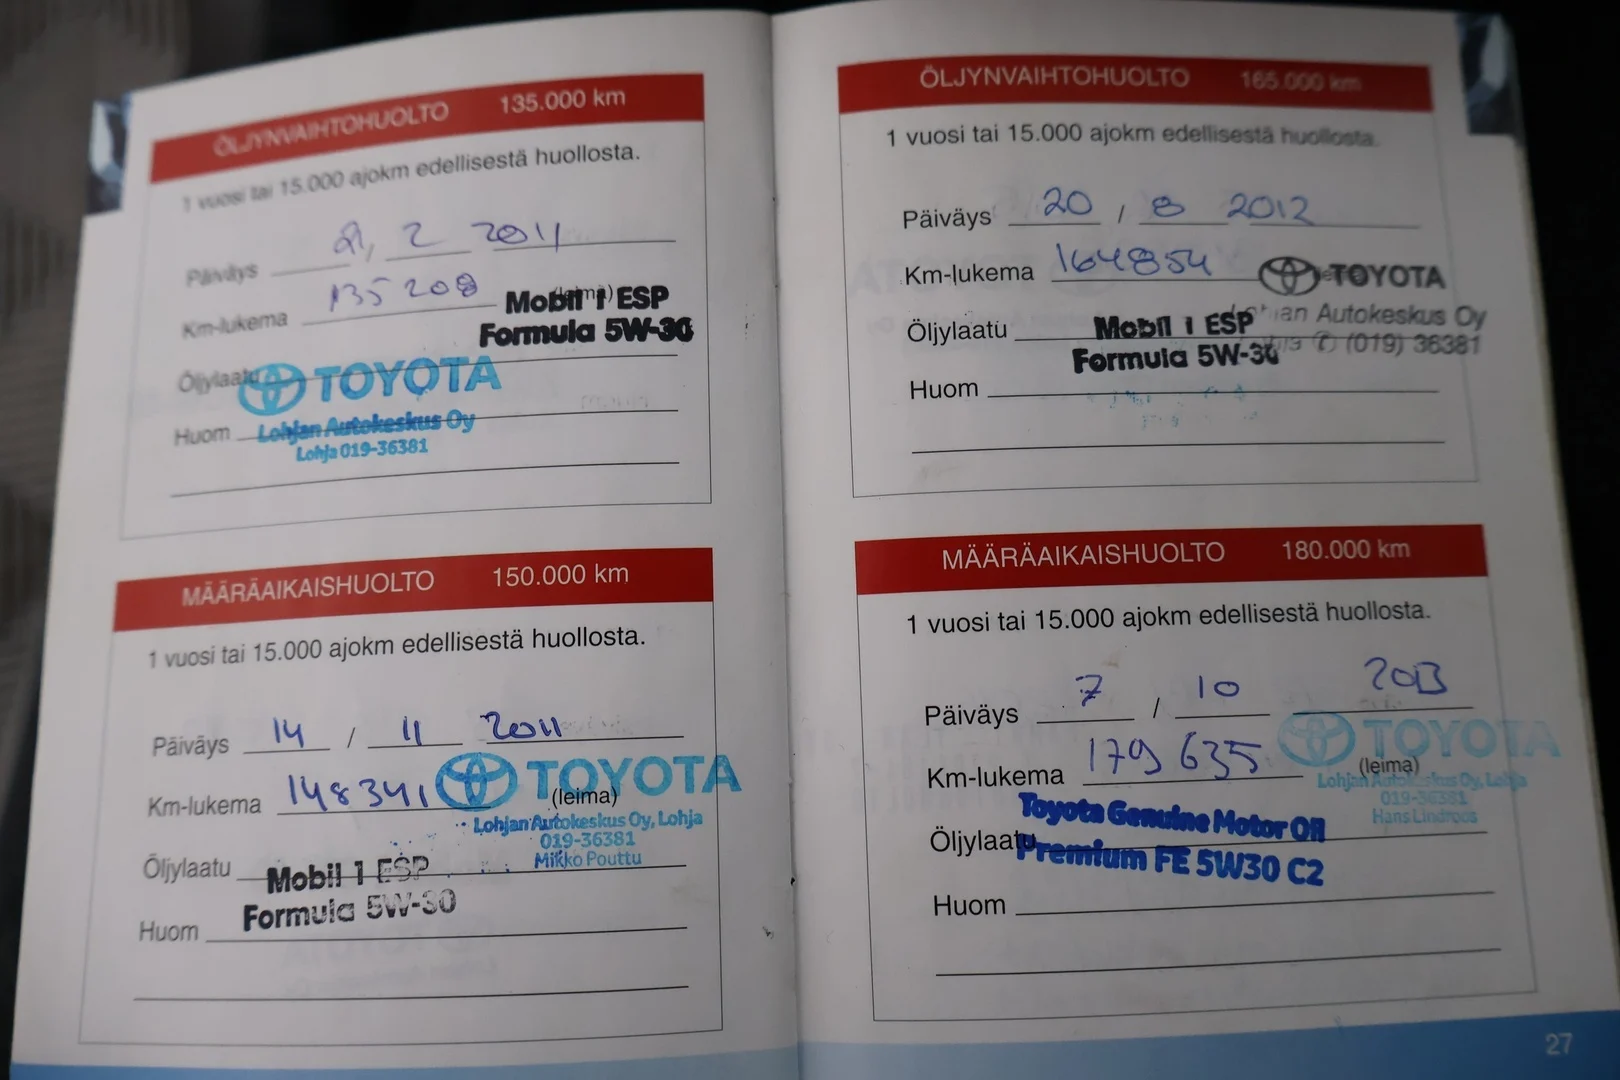 ÖLJYNVAIHTOHUOLTO 135.000 km
1 vuosi tai 15.000 ajokm edellisestä huollosta.
Päiväys 21, 2 2011
Km-lukema 135 208 (leima)
Mobil 1 ESP
Formula 5W-30
Öljylaatu TOYOTA
Huom Lohjan Autokeskus Oy
Lohja 019-36381
MÄÄRÄAIKAISHUOLTO 150.000 km
1 vuosi tai 15.000 ajokm edellisestä huollosta.
Päiväys 14 / 11 2011
Km-lukema 148341 TOYOTA
(leima)
Lohjan Autokeskus Oy, Lohja
019-36381
Mikko Pouttu
Öljylaatu Mobil 1 ESP
Formula 5W-30
Huom
ÖLJYNVAIHTOHUOLTO 165.000 km
1 vuosi tai 15.000 ajokm edellisestä huollosta.
Päiväys 20 / 8 2012
Km-lukema 164854 TOYOTA
Autokeskus Oy
Öljylaatu Mobil 1 ESP (019) 36381
Formula 5W-30
Huom
MÄÄRÄAIKAISHUOLTO 180.000 km
1 vuosi tai 15.000 ajokm edellisestä huollosta.
Päiväys 7 / 10 2013
Km-lukema 179 635 TOYOTA
(leima)
Lohjan Autokeskus Oy, Lohja
019-36381
Hans Lindroos
Toyota Genuine Motor Oil
Öljylaatu Premium FE 5W30 C2
Huom
27